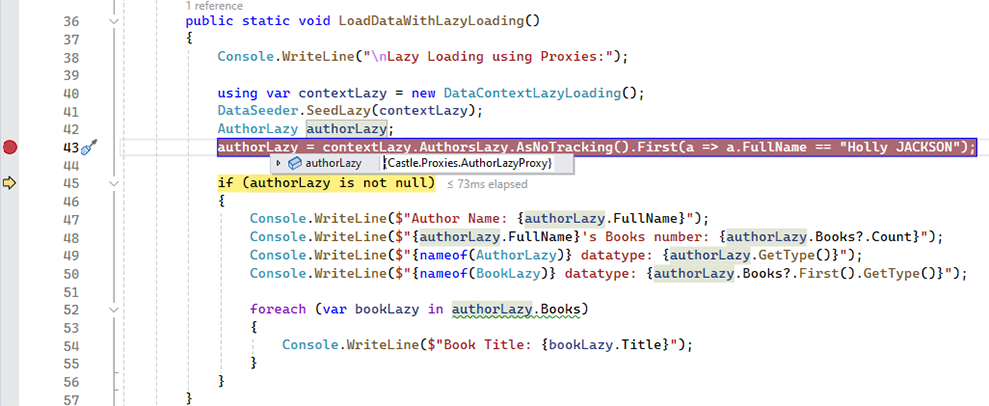 1 reference
36 public static void LoadDataWithLazyLoading()
37 {
38 Console.WriteLine("\nLazy Loading using Proxies:");
39
40 using var contextLazy = new DataContextLazyLoading();
41 DataSeeder.SeedLazy(contextLazy);
42 AuthorLazy authorLazy;
43 authorLazy = contextLazy.AuthorsLazy.AsNoTracking().First(a => a.FullName == "Holly JACKSON");
44 authorLazy {Castle.Proxies.AuthorLazyProxy}
45 if (authorLazy is not null) ≤ 73ms elapsed
46 {
47 Console.WriteLine($"Author Name: {authorLazy.FullName}");
48 Console.WriteLine($"{authorLazy.FullName}'s Books number: {authorLazy.Books?.Count}");
49 Console.WriteLine($"{nameof(AuthorLazy)} datatype: {authorLazy.GetType()}");
50 Console.WriteLine($"{nameof(BookLazy)} datatype: {authorLazy.Books?.First().GetType()}");
51
52 foreach (var bookLazy in authorLazy.Books)
53 {
54 Console.WriteLine($"Book Title: {bookLazy.Title}");
55 }
56 }
57 }